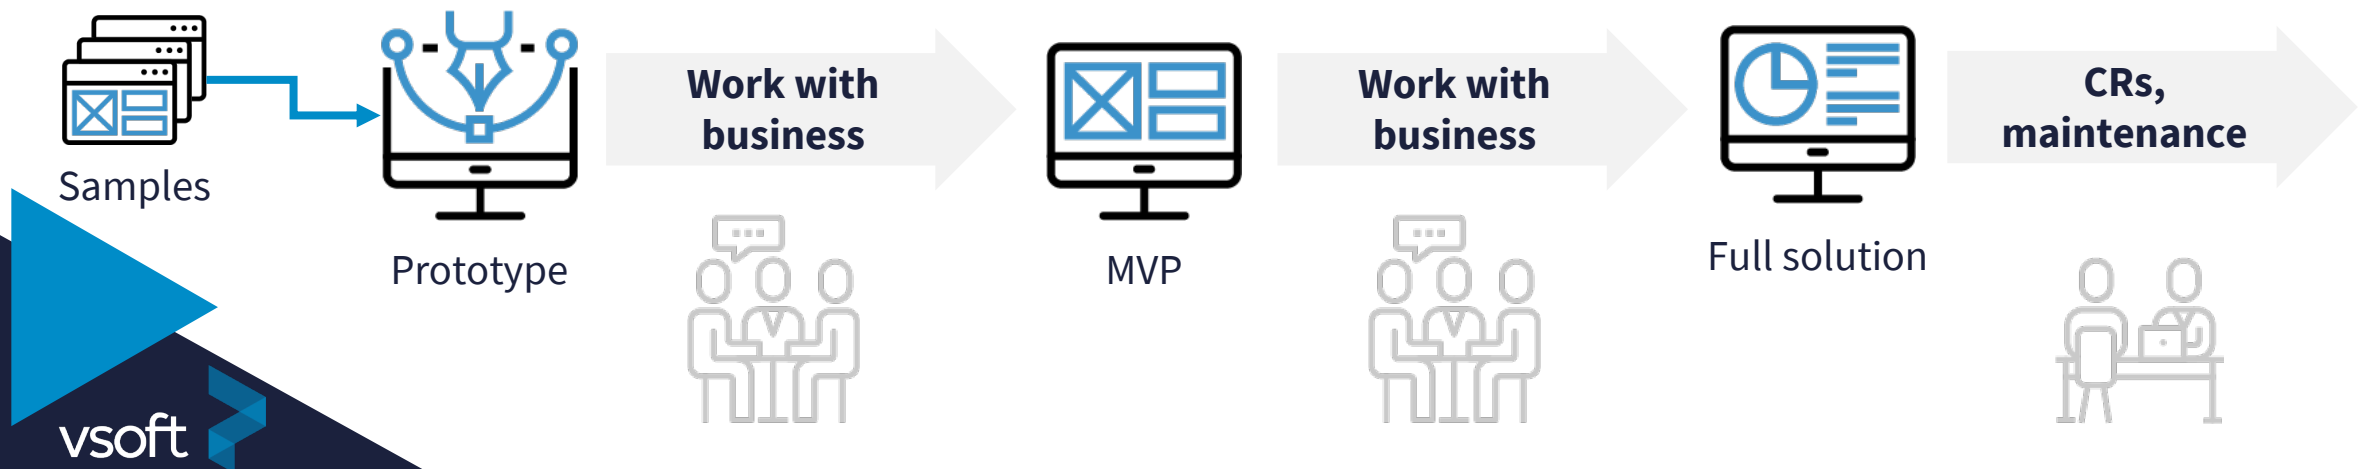 Samples
Prototype
Work with
business
MVP
Work with
business
Full solution
CRs,
maintenance
vsoft